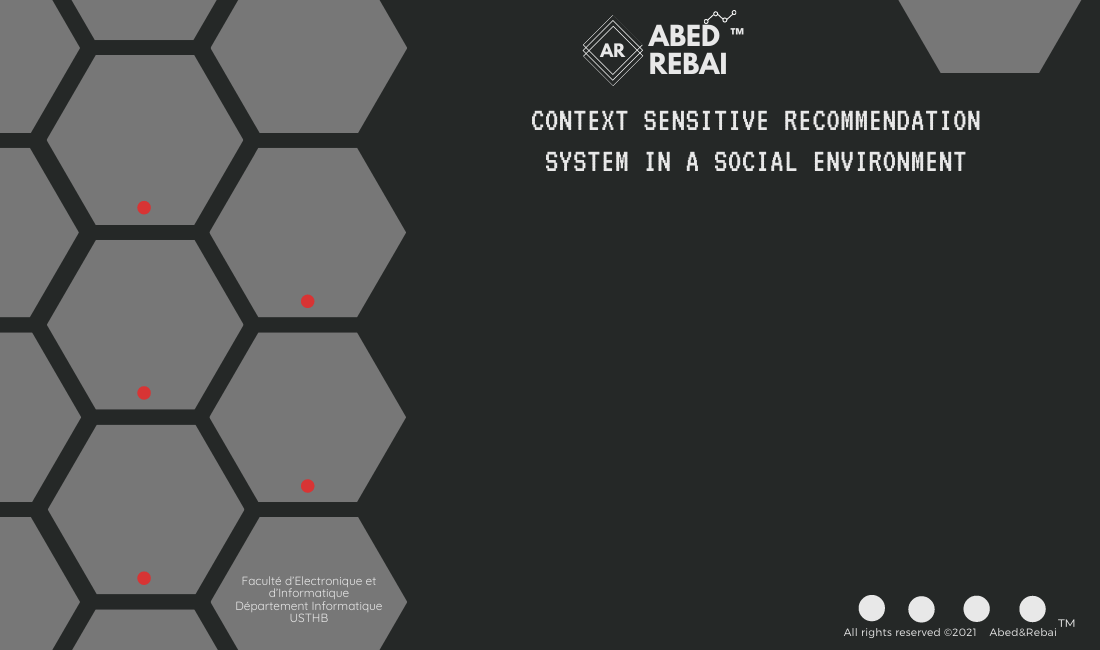 AR
ABED ™
REBAI
CONTEXT SENSITIVE RECOMMENDATION
SYSTEM IN A SOCIAL ENVIRONMENT
Faculté d'Electronique et
d'Informatique
Département Informatique
USTHB
All rights reserved ©2021 Abed&Rebai ™